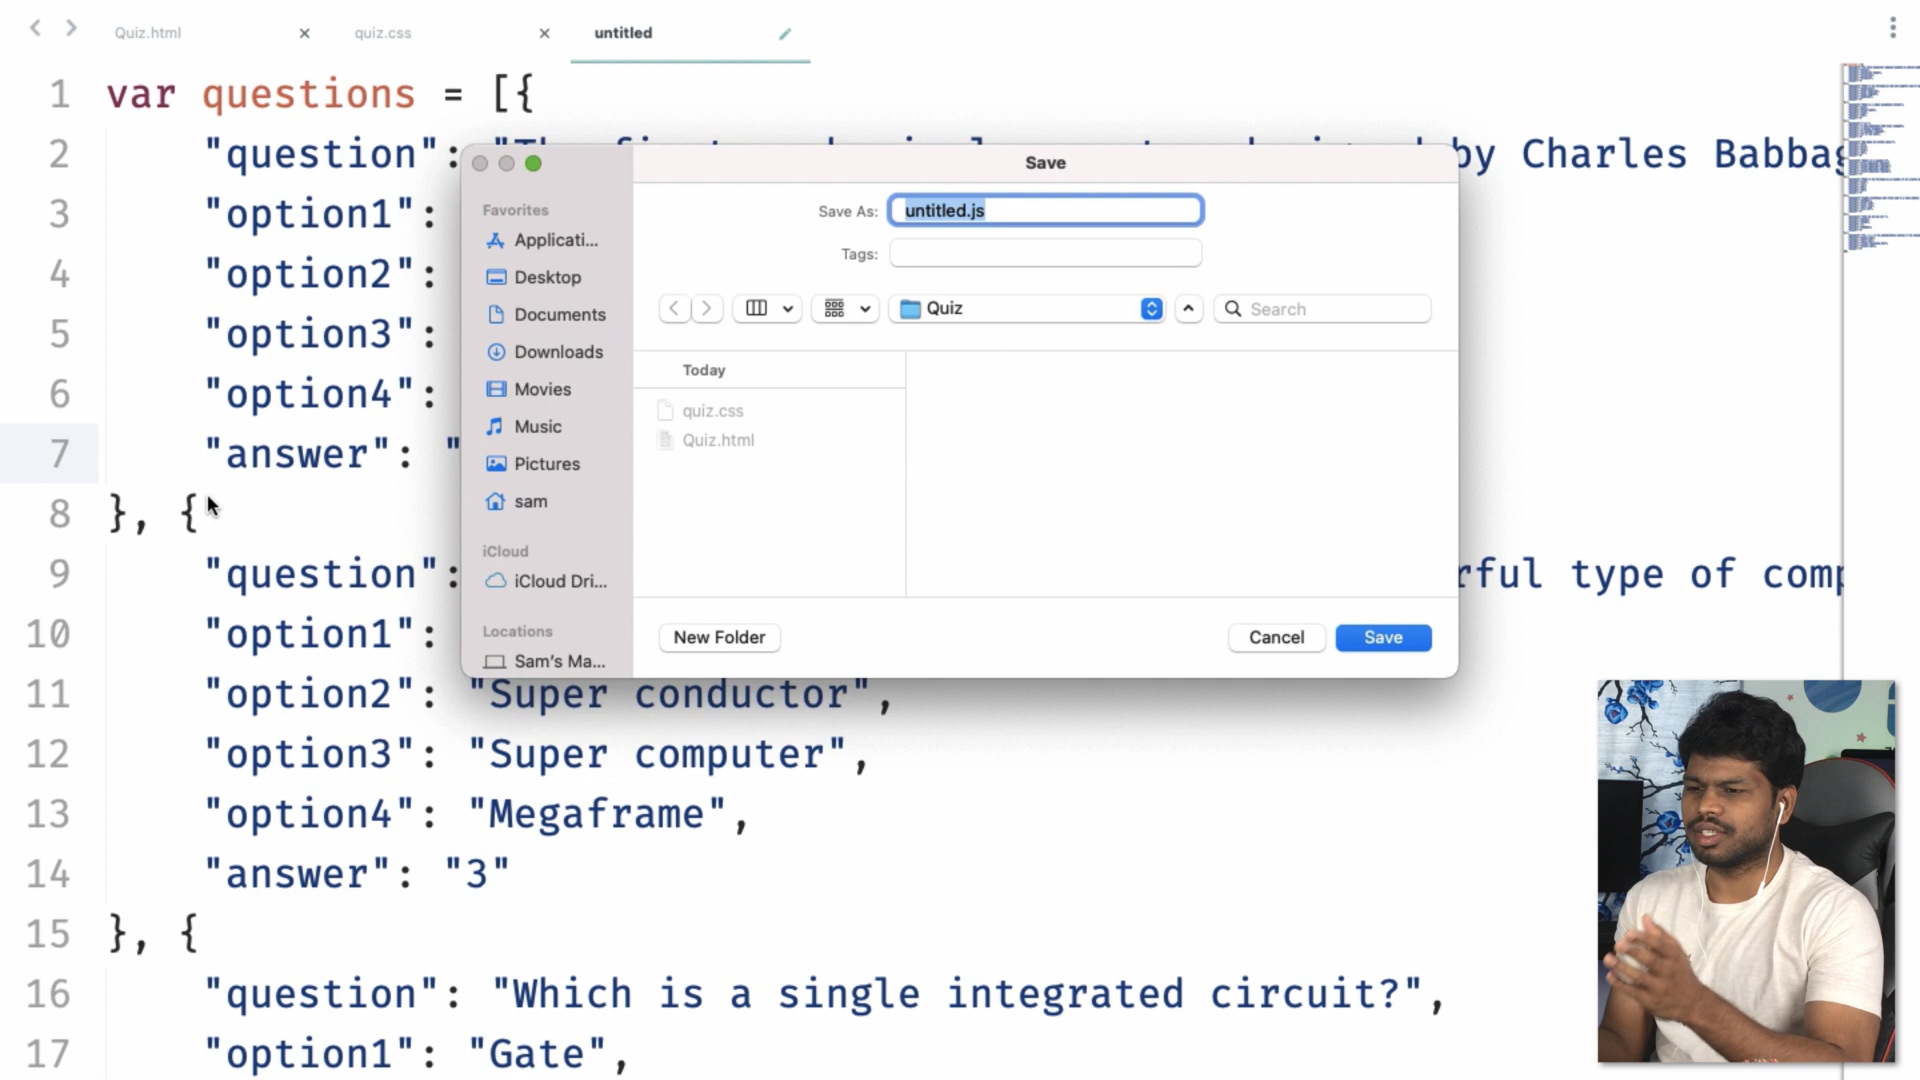 Quiz.html
quiz.css
untitled
1 var questions = [{
2 "question": by Charles Babbag
3 "option1":
4 "option2":
5 "option3":
6 "option4":
7 "answer": "
8 }, {
9 "question": rful type of comp
10 "option1":
11 "option2": "Super conductor",
12 "option3": "Super computer",
13 "option4": "Megaframe",
14 "answer": "3"
15 }, {
16 "question": "Which is a single integrated circuit?",
17 "option1": "Gate",
Save
Save As: untitled.js
Tags:
Quiz
Search
Favorites
Applicati...
Desktop
Documents
Downloads
Movies
Music
Pictures
sam
iCloud
iCloud Dri...
Locations
Sam's Ma...
Today
quiz.css
Quiz.html
New Folder
Cancel
Save